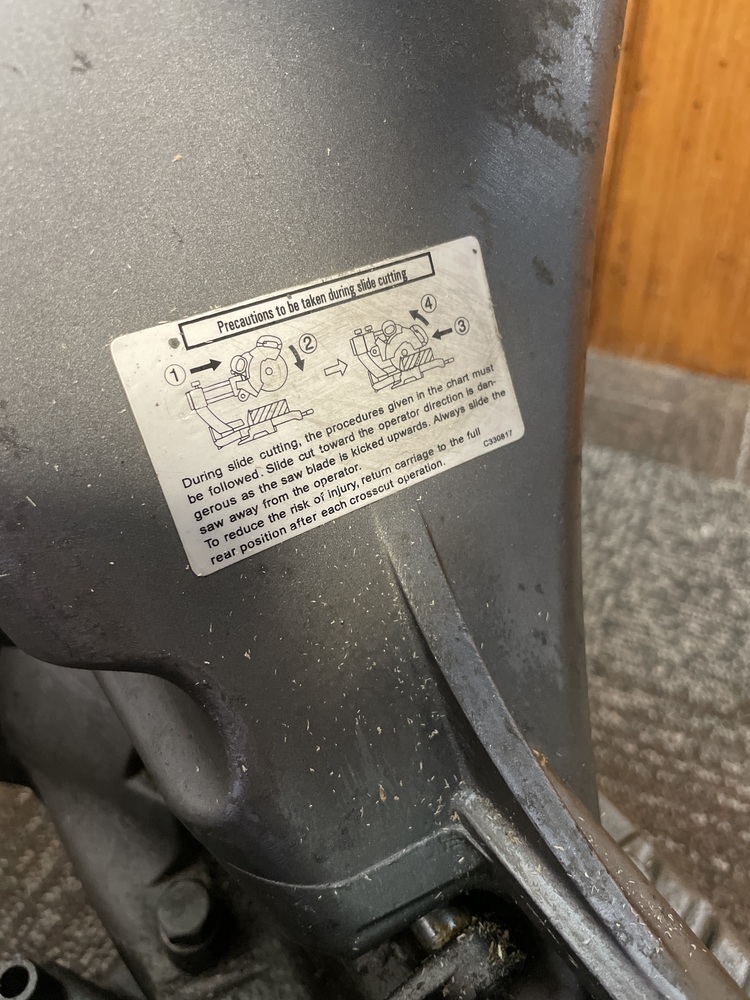 Precautions to be taken during slide cutting
① ② ④ ③
During slide cutting, the procedures given in the chart must
be followed. Slide cut toward the operator direction is dan-
gerous as the saw blade is kicked upwards. Always slide the
saw away from the operator.
To reduce the risk of injury, return carriage to the full
rear position after each crosscut operation.
C330817